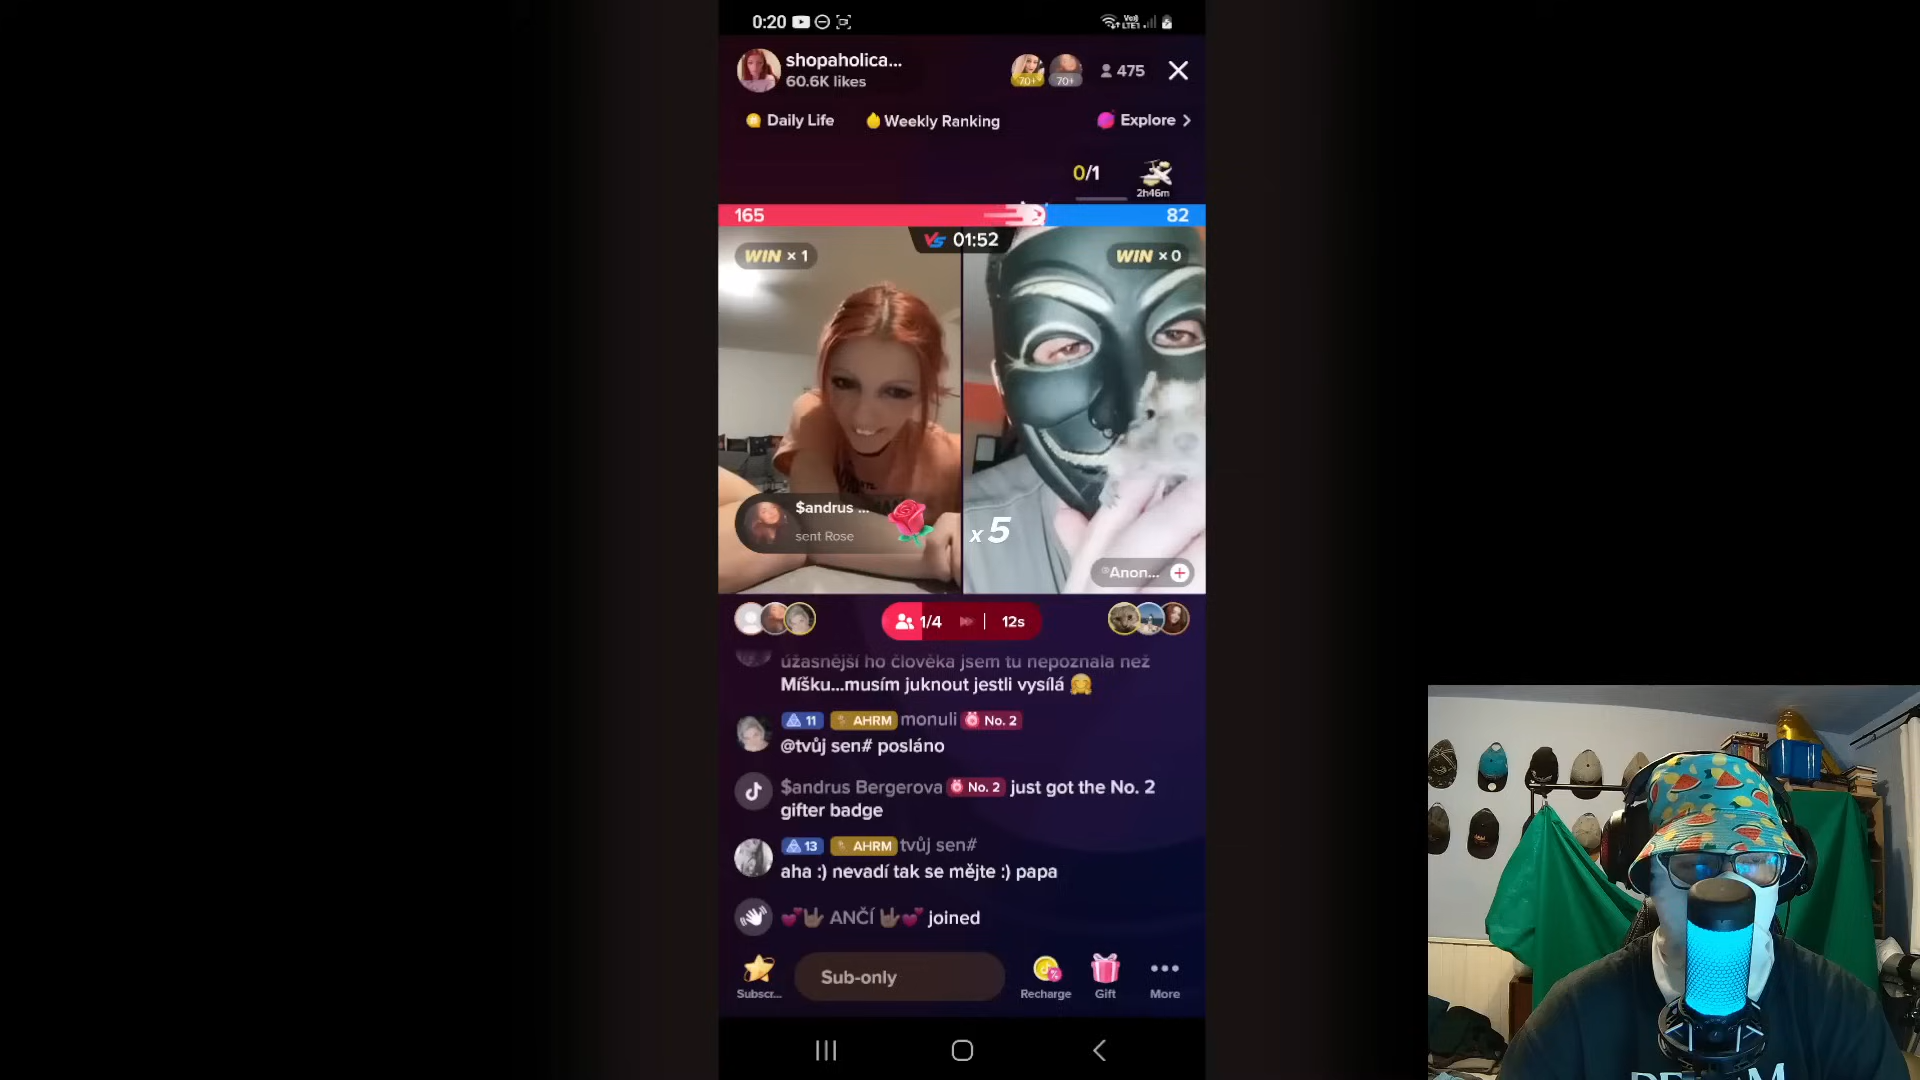 0:20
shopaholica...
60.6K likes
70+
70+
475
Daily Life
Weekly Ranking
Explore
0/1
2h46m
165
82
VS 01:52
WIN × 1
WIN × 0
$andrus ...
sent Rose
x 5
Anon...
1/4
12s
úžasnější ho člověka jsem tu nepoznala než
Míšku...musím juknout jestli vysílá
11 AHRM monuli No. 2
@tvůj sen# posláno
$andrus Bergerova No. 2 just got the No. 2
gifter badge
13 AHRM tvůj sen#
aha :) nevadí tak se mějte :) papa
ANČÍ joined
Subscr...
Sub-only
Recharge
Gift
More